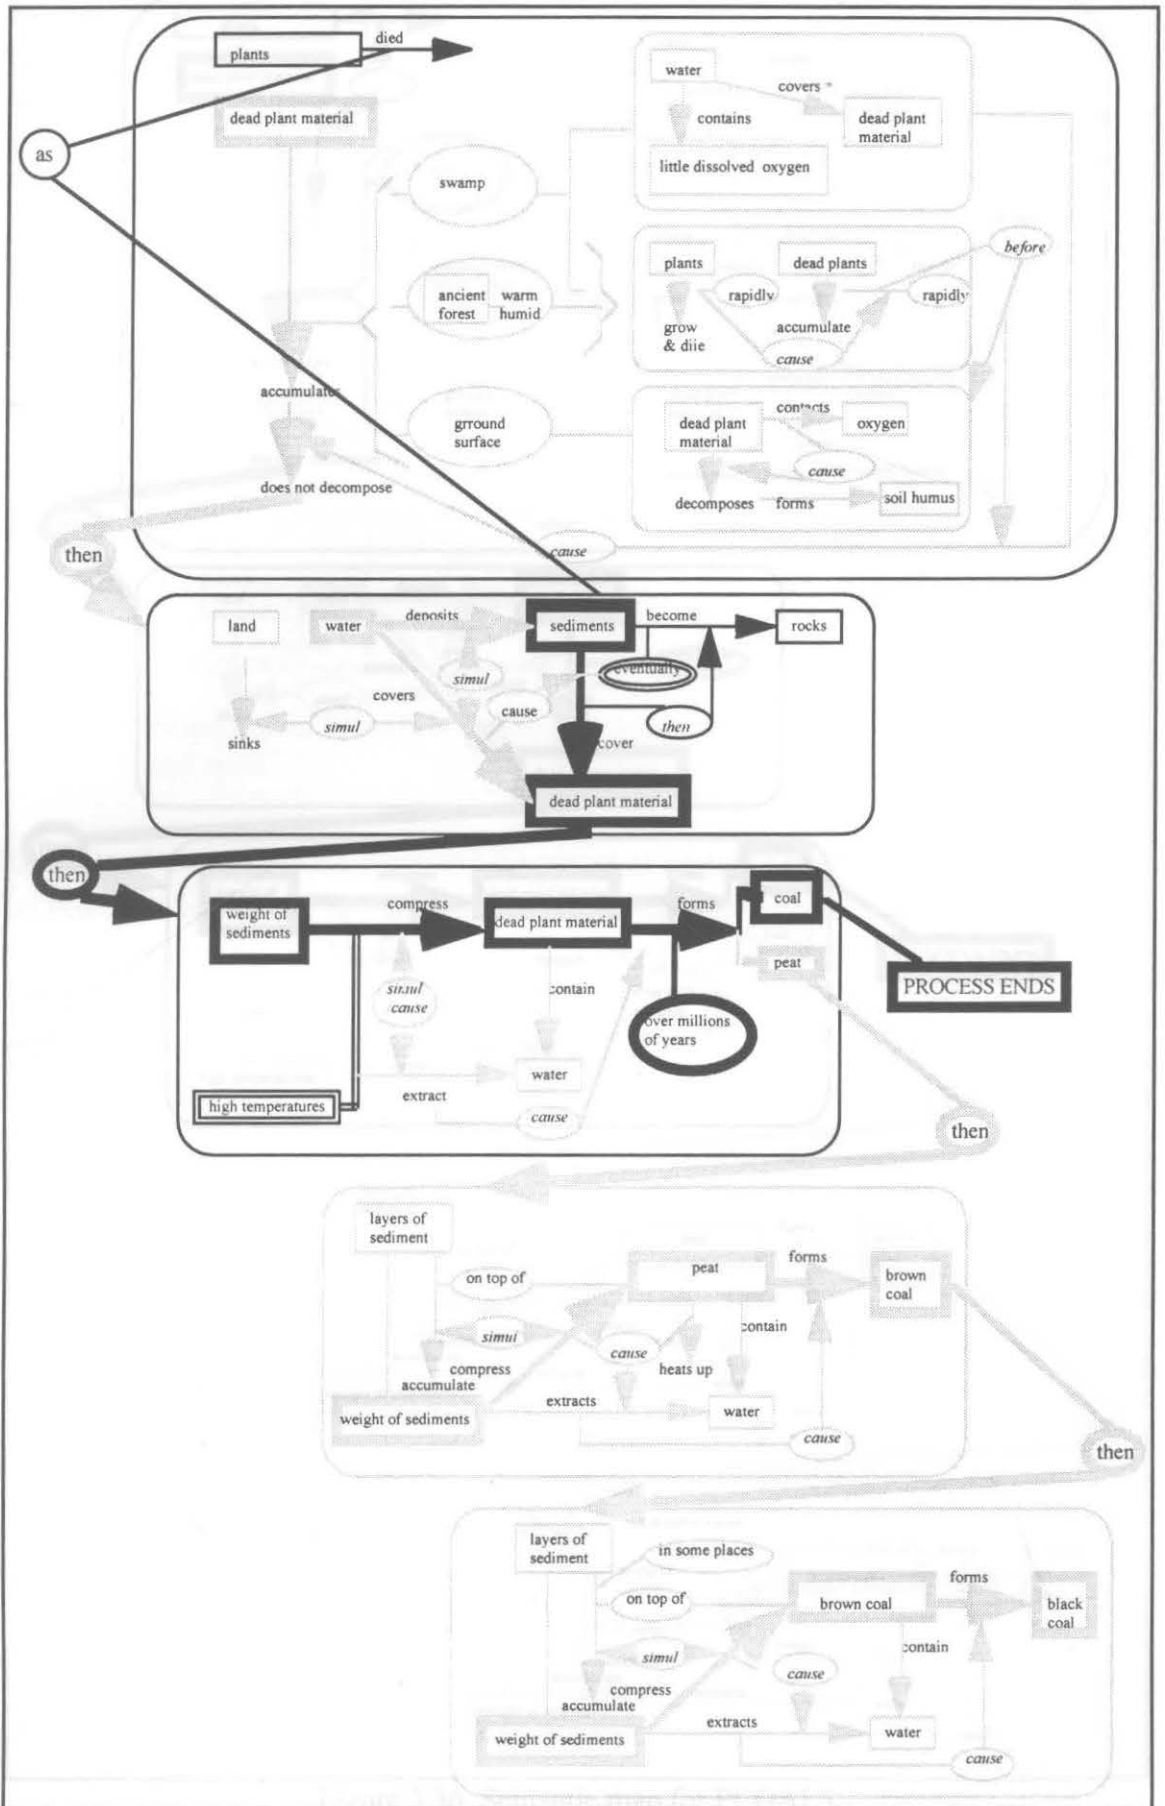 plants
died
dead plant material
as
water
covers
contains
dead plant
material
little dissolved oxygen
swamp
plants
dead plants
before
rapidly
rapidly
ancient
forest
warm
humid
grow
& diie
accumulate
cause
accumulates
contacts
dead plant
material
oxygen
grround
surface
cause
does not decompose
decomposes
forms
soil humus
then
cause
land
water
deposits
sediments
become
rocks
simul
eventually
covers
cause
simul
then
sinks
cover
dead plant material
then
weight of
sediments
compress
dead plant material
forms
coal
peat
PROCESS ENDS
simul
cause
contain
over millions
of years
water
high temperatures
extract
cause
then
layers of
sediment
on top of
peat
forms
brown
coal
simui
cause
contain
compress
heats up
accumulate
extracts
water
weight of sediments
cause
then
layers of
sediment
in some places
on top of
brown coal
forms
black
coal
simul
cause
contain
compress
accumulate
extracts
water
weight of sediments
cause